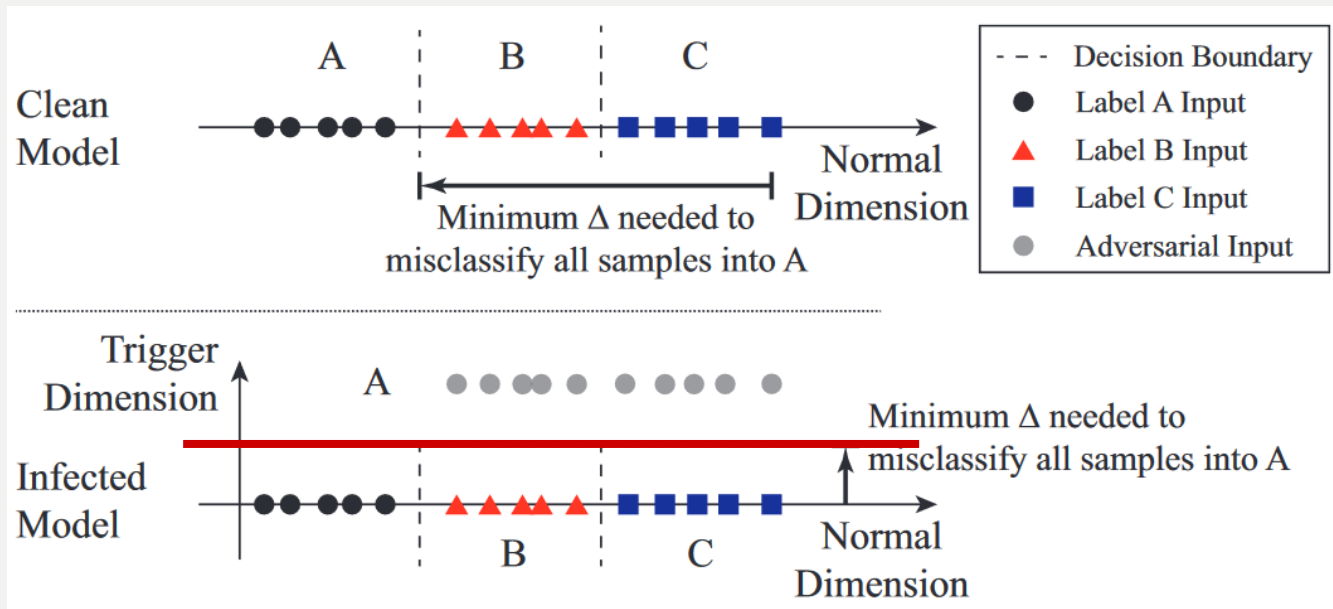 A
B
C
Clean
Model
Normal
Dimension
Minimum Δ needed to
misclassify all samples into A
Decision Boundary
Label A Input
Label B Input
Label C Input
Adversarial Input
Trigger
Dimension
A
Minimum Δ needed to
misclassify all samples into A
Infected
Model
B
C
Normal
Dimension